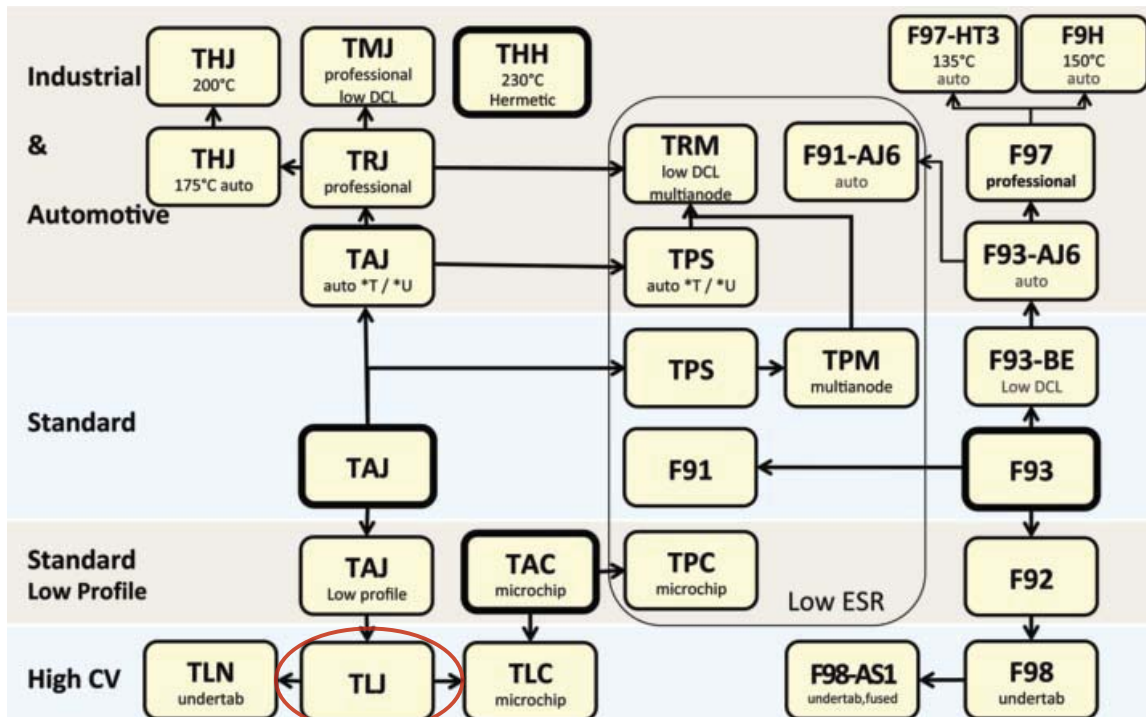 Industrial
&
Automotive
THJ
200°C
TMJ
professional
low DCL
THH
230°C
Hermetic
F97-HT3
135°C
auto
F9H
150°C
auto
THJ
175°C auto
TRJ
professional
TRM
low DCL
multianode
F91-AJ6
auto
F97
professional
TAJ
auto *T / *U
TPS
auto *T / *U
F93-AJ6
auto
Standard
TPS
TPM
multianode
F93-BE
Low DCL
TAJ
F91
F93
Standard
Low Profile
TAJ
Low profile
TAC
microchip
TPC
microchip
Low ESR
F92
High CV
TLN
undertab
TLJ
TLC
microchip
F98-AS1
undertab,fused
F98
undertab